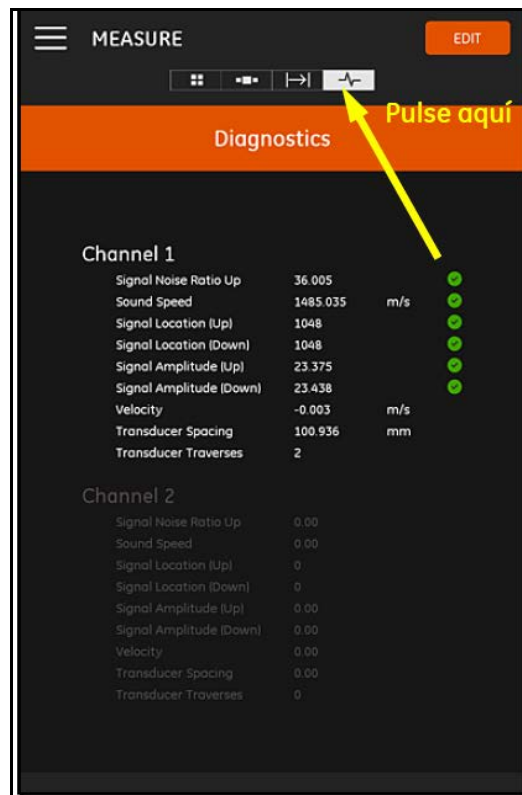 MEASURE
EDIT
Pulse aquí
Diagnostics
Channel 1
Signal Noise Ratio Up 36.005
Sound Speed 1485.035 m/s
Signal Location (Up) 1048
Signal Location (Down) 1048
Signal Amplitude (Up) 23.375
Signal Amplitude (Down) 23.438
Velocity -0.003 m/s
Transducer Spacing 100.936 mm
Transducer Traverses 2
Channel 2
Signal Noise Ratio Up 0.00
Sound Speed 0.00
Signal Location (Up) 0
Signal Location (Down) 0
Signal Amplitude (Up) 0.00
Signal Amplitude (Down) 0.00
Velocity 0.00
Transducer Spacing 0.00
Transducer Traverses 0